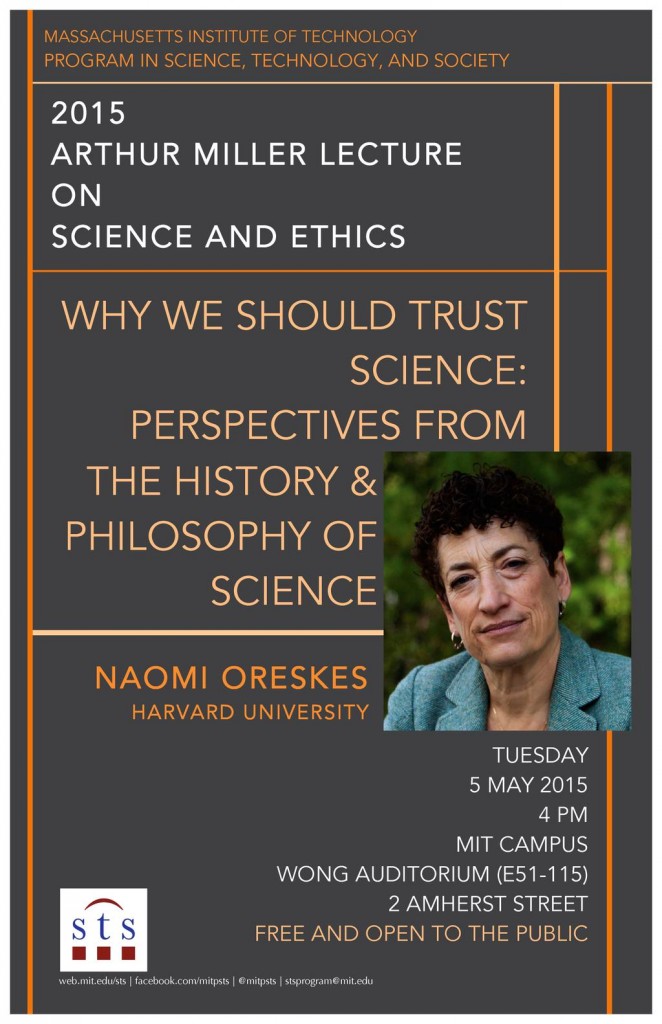 MASSACHUSETTS INSTITUTE OF TECHNOLOGY
PROGRAM IN SCIENCE, TECHNOLOGY, AND SOCIETY
2015
ARTHUR MILLER LECTURE
ON
SCIENCE AND ETHICS
WHY WE SHOULD TRUST
SCIENCE:
PERSPECTIVES FROM
THE HISTORY &
PHILOSOPHY OF
SCIENCE
NAOMI ORESKES
HARVARD UNIVERSITY
TUESDAY
5 MAY 2015
4 PM
MIT CAMPUS
WONG AUDITORIUM (E51-115)
2 AMHERST STREET
FREE AND OPEN TO THE PUBLIC
sts
web.mit.edu/sts | facebook.com/mitpsts | @mitpsts | stsprogram@mit.edu